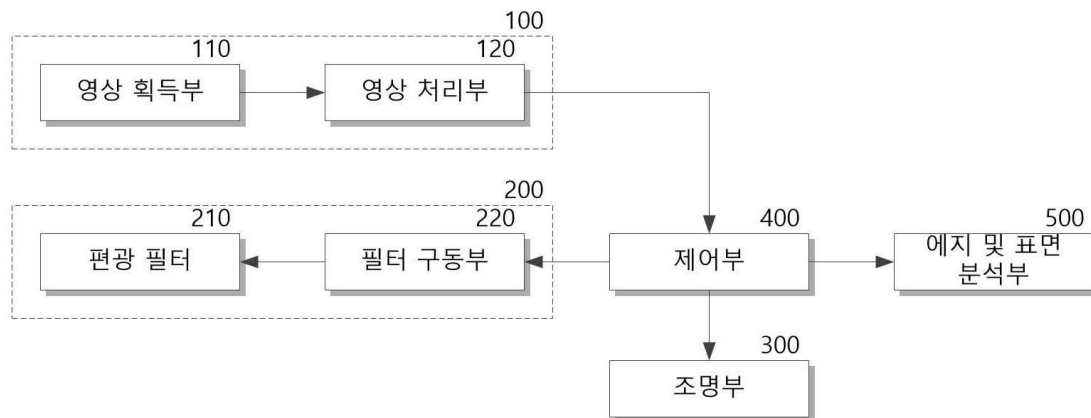 100
110
120
영상 획득부
영상 처리부
200
210
220
400
500
편광 필터
필터 구동부
제어부
에지 및 표면
분석부
300
조명부